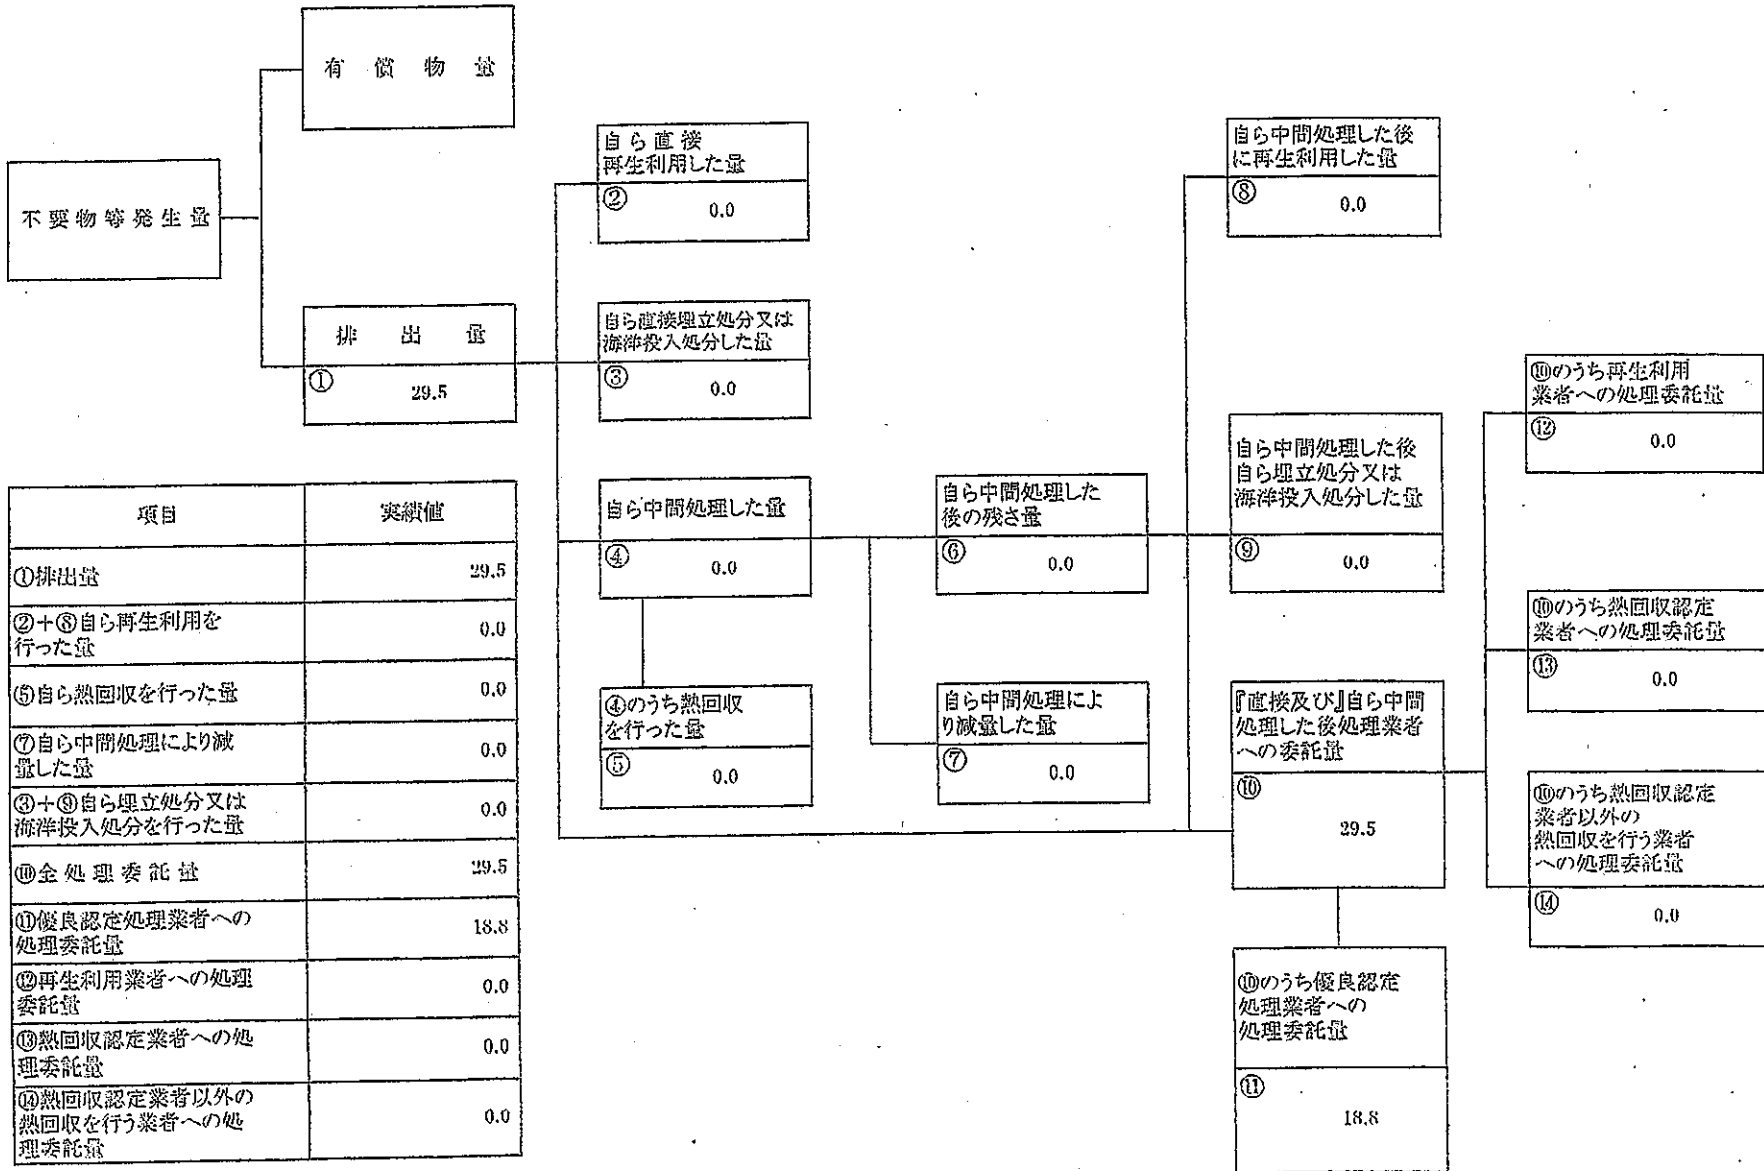 有償物量
不要物等発生量
排出量
①
29.5
自ら直接
再生利用した量
②
0.0
自ら直接埋立処分又は
海洋投入処分した量
③
0.0
自ら中間処理した量
④
0.0
④のうち熱回収
を行った量
⑤
0.0
自ら中間処理した
後の残さ量
⑥
0.0
自ら中間処理によ
り減量した量
⑦
0.0
自ら中間処理した後
に再生利用した量
⑧
0.0
自ら中間処理した後
自ら埋立処分又は
海洋投入処分した量
⑨
0.0
『直接及び』自ら中間
処理した後処理業者
への委託量
⑩
29.5
⑩のうち優良認定
処理業者への
処理委託量
⑪
18.8
⑩のうち再生利用
業者への処理委託量
⑫
0.0
⑩のうち熱回収認定
業者への処理委託量
⑬
0.0
⑩のうち熱回収認定
業者以外の
熱回収を行う業者
への処理委託量
⑭
0.0
項目 実績値
①排出量 29.5
②+⑧自ら再生利用を
行った量 0.0
⑤自ら熱回収を行った量 0.0
⑦自ら中間処理により減
量した量 0.0
③+⑨自ら埋立処分又は
海洋投入処分を行った量 0.0
⑩全処理委託量 29.5
⑪優良認定処理業者への
処理委託量 18.8
⑫再生利用業者への処理
委託量 0.0
⑬熱回収認定業者への処
理委託量 0.0
⑭熱回収認定業者以外の
熱回収を行う業者への処
理委託量 0.0